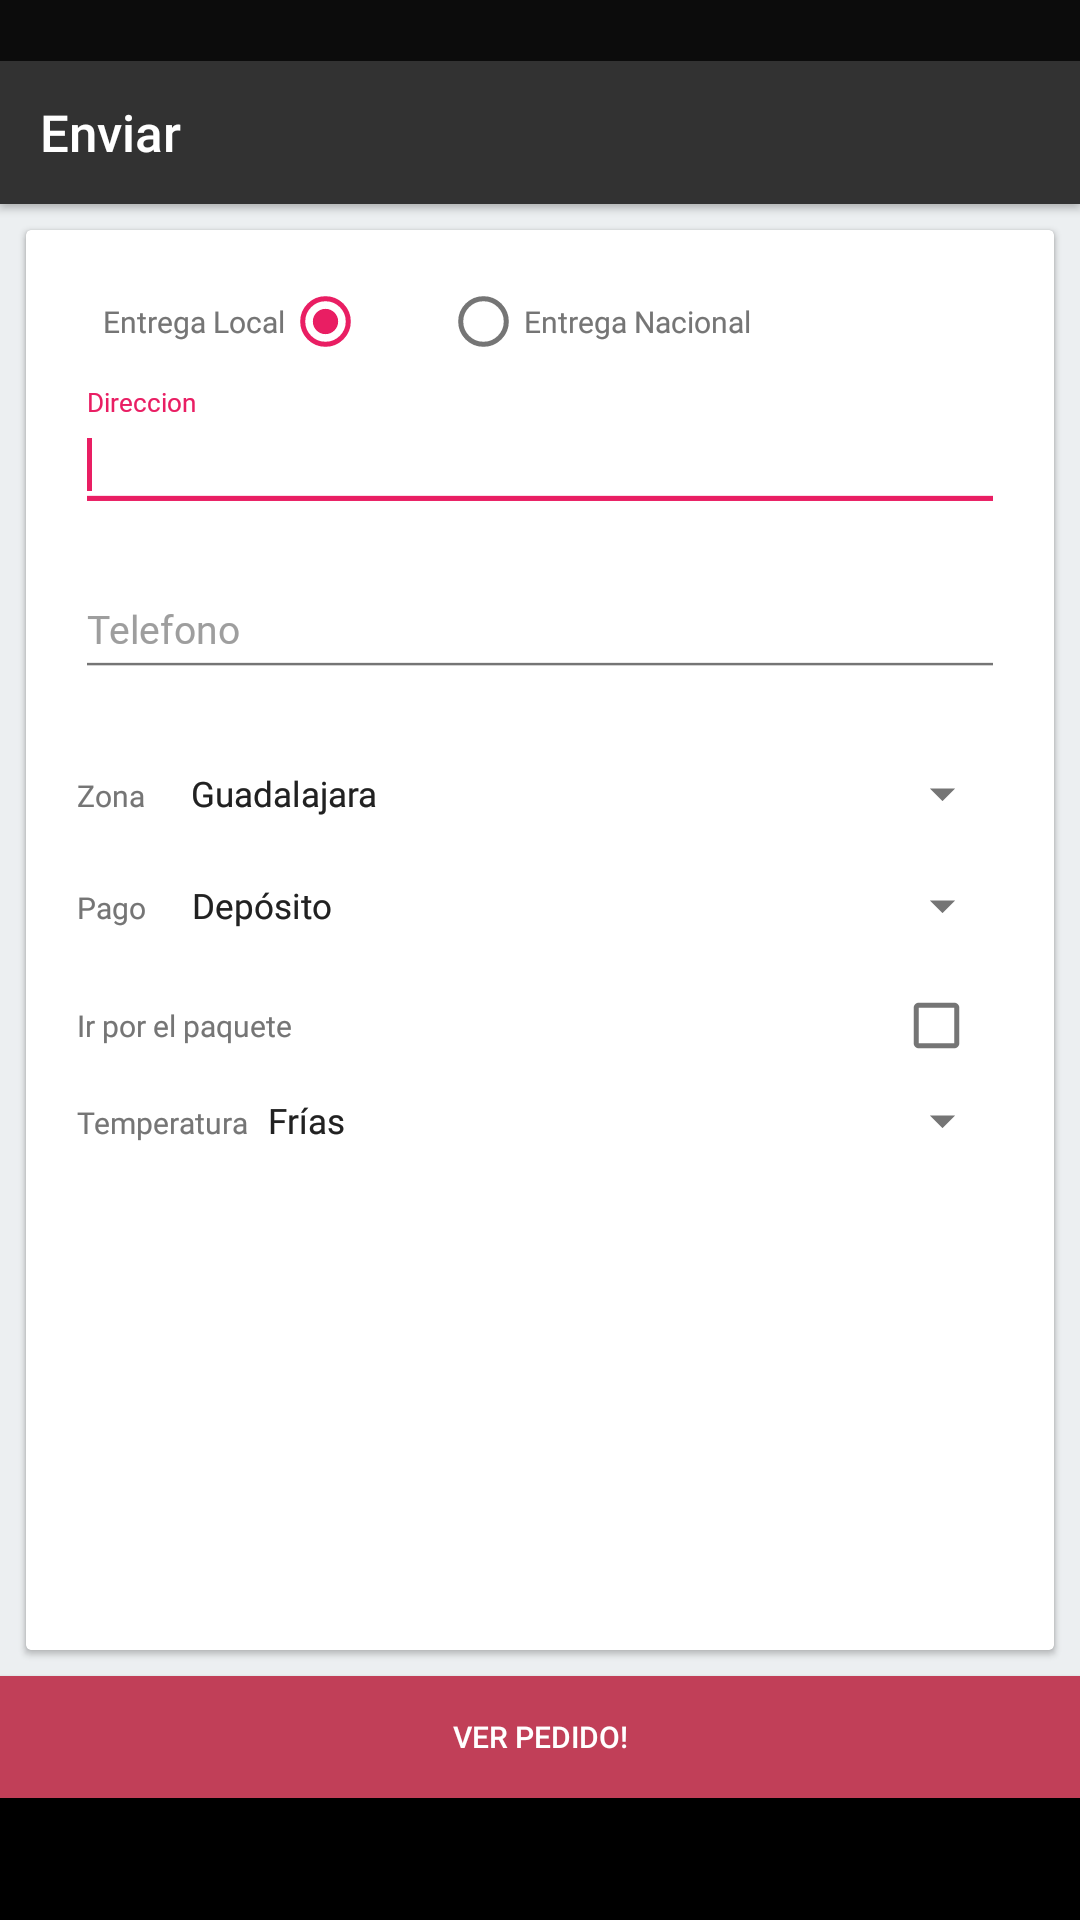 Enviar
Entrega Local Entrega Nacional
Direccion
Telefono
Zona Guadalajara
Pago Depósito
Ir por el paquete
Temperatura Frías
VER PEDIDO!